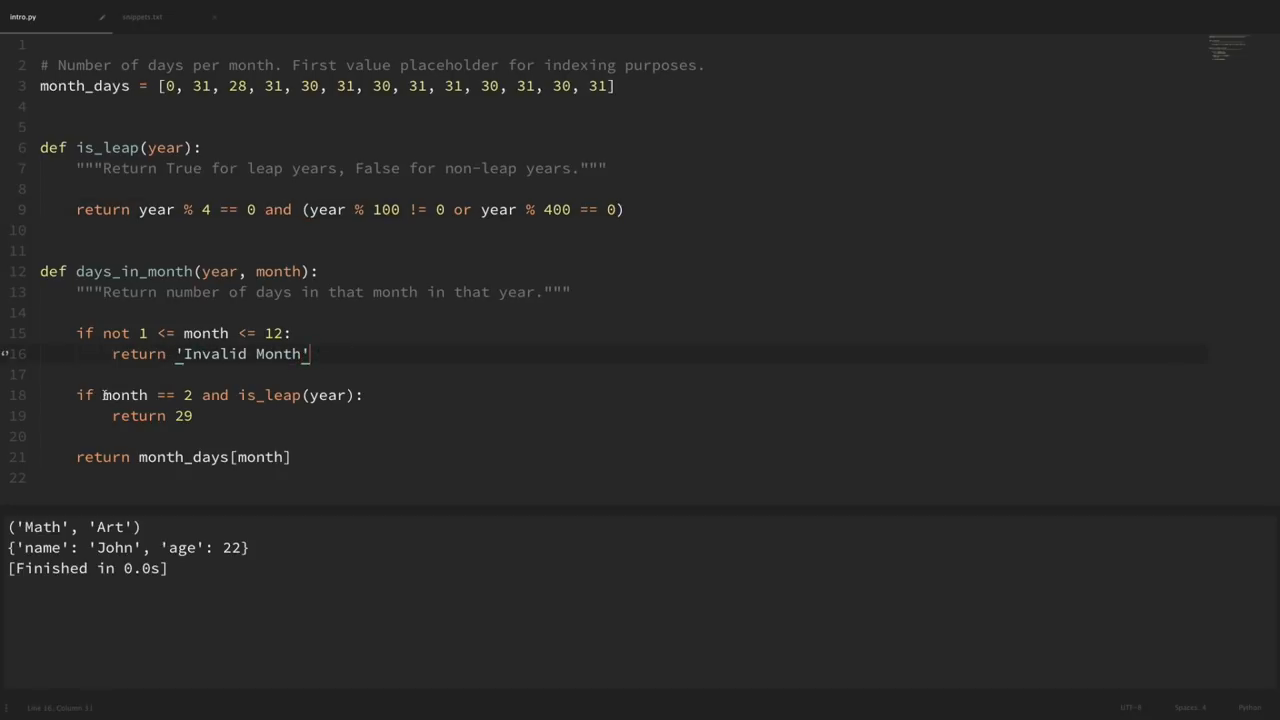 intro.py
snippets.txt
1
2 # Number of days per month. First value placeholder for indexing purposes.
3 month_days = [0, 31, 28, 31, 30, 31, 30, 31, 31, 30, 31, 30, 31]
4
5
6 def is_leap(year):
7 """Return True for leap years, False for non-leap years."""
8
9 return year % 4 == 0 and (year % 100 != 0 or year % 400 == 0)
10
11
12 def days_in_month(year, month):
13 """Return number of days in that month in that year."""
14
15 if not 1 <= month <= 12:
16 return 'Invalid Month'
17
18 if month == 2 and is_leap(year):
19 return 29
20
21 return month_days[month]
22
('Math', 'Art')
{'name': 'John', 'age': 22}
[Finished in 0.0s]
Line 16, Column 31
UTF-8
Spaces: 4
Python